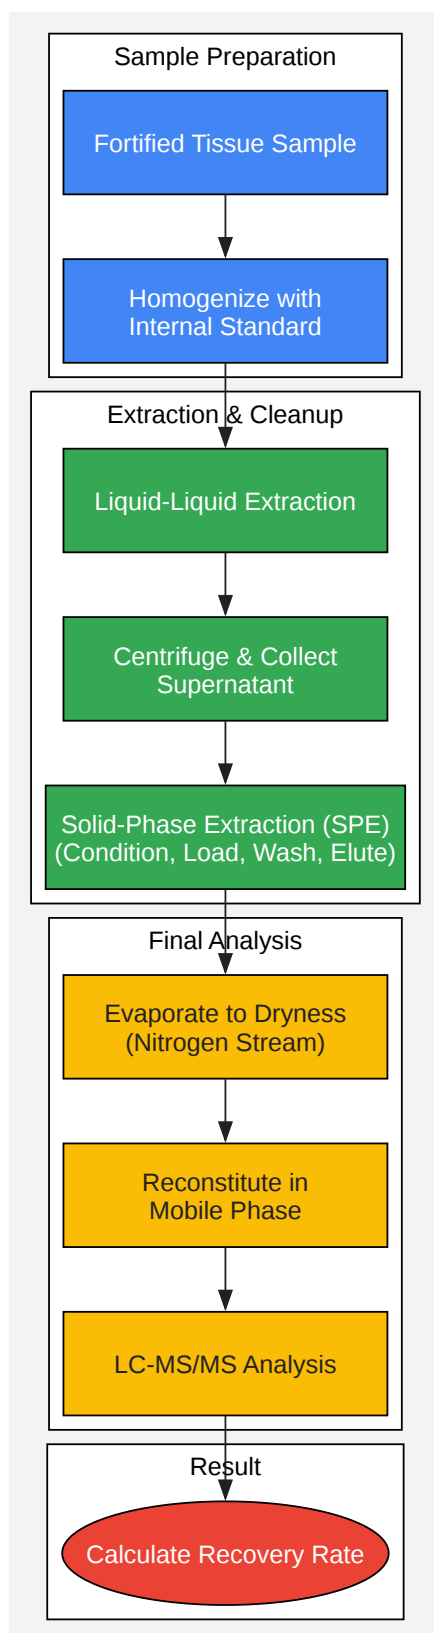 Sample Preparation
Fortified Tissue Sample
Homogenize with
Internal Standard
Extraction & Cleanup
Liquid-Liquid Extraction
Centrifuge & Collect
Supernatant
Solid-Phase Extraction (SPE)
(Condition, Load, Wash, Elute)
Final Analysis
Evaporate to Dryness
(Nitrogen Stream)
Reconstitute in
Mobile Phase
LC-MS/MS Analysis
Result
Calculate Recovery Rate